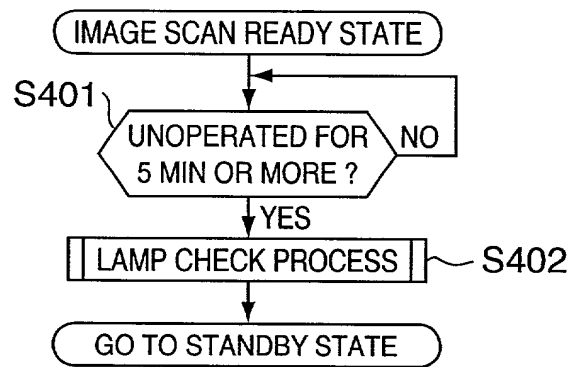 IMAGE SCAN READY STATE
S401
UNOPERATED FOR
5 MIN OR MORE ?
NO
YES
LAMP CHECK PROCESS
S402
GO TO STANDBY STATE